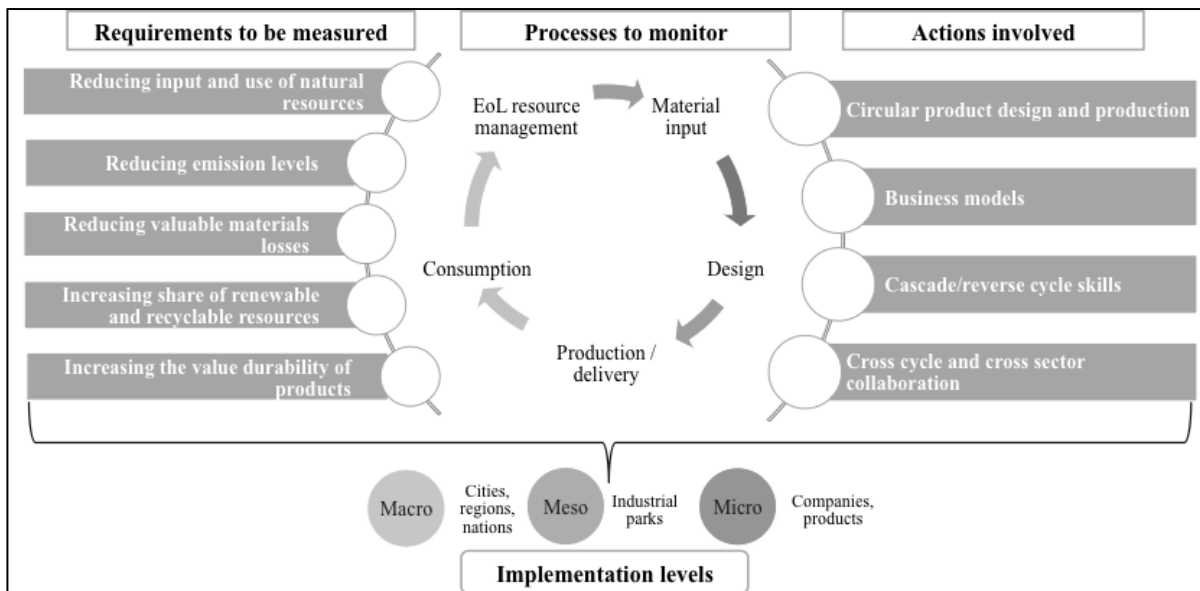 Requirements to be measured
Reducing input and use of natural
resources
Reducing emission levels
Reducing valuable materials
losses
Increasing share of renewable
and recyclable resources
Increasing the value durability of
products
Processes to monitor
EoL resource
management
Material
input
Design
Production /
delivery
Consumption
Actions involved
Circular product design and production
Business models
Cascade/reverse cycle skills
Cross cycle and cross sector
collaboration
Macro
Cities,
regions,
nations
Meso
Industrial
parks
Micro
Companies,
products
Implementation levels